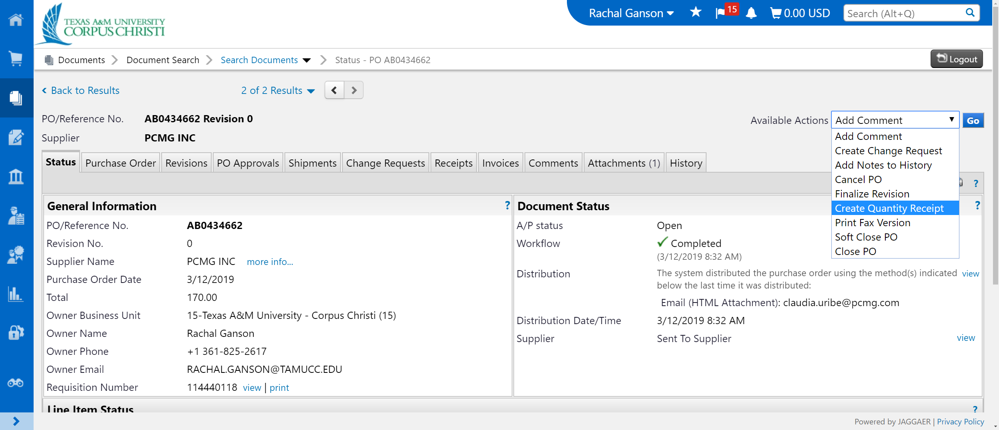 TEXAS A&M UNIVERSITY
CORPUS CHRISTI
Rachal Ganson
15
0.00 USD
Search (Alt+Q)
Documents
Document Search
Search Documents
Status - PO AB0434662
Logout
Back to Results
2 of 2 Results
PO/Reference No. AB0434662 Revision 0
Supplier PCMG INC
Available Actions Add Comment Go
Add Comment
Create Change Request
Add Notes to History
Cancel PO
Finalize Revision
Create Quantity Receipt
Print Fax Version
Soft Close PO
Close PO
Status Purchase Order Revisions PO Approvals Shipments Change Requests Receipts Invoices Comments Attachments (1) History
?
General Information ?
PO/Reference No. AB0434662
Revision No. 0
Supplier Name PCMG INC more info...
Purchase Order Date 3/12/2019
Total 170.00
Owner Business Unit 15-Texas A&M University - Corpus Christi (15)
Owner Name Rachal Ganson
Owner Phone +1 361-825-2617
Owner Email RACHAL.GANSON@TAMUCC.EDU
Requisition Number 114440118 view | print
Document Status ?
A/P status Open
Workflow Completed
(3/12/2019 8:32 AM)
Distribution The system distributed the purchase order using the method(s) indicated view
below the last time it was distributed:
Email (HTML Attachment): claudia.uribe@pcmg.com
Distribution Date/Time 3/12/2019 8:32 AM
Supplier Sent To Supplier view
Line Item Status ?
Powered by JAGGAER | Privacy Policy